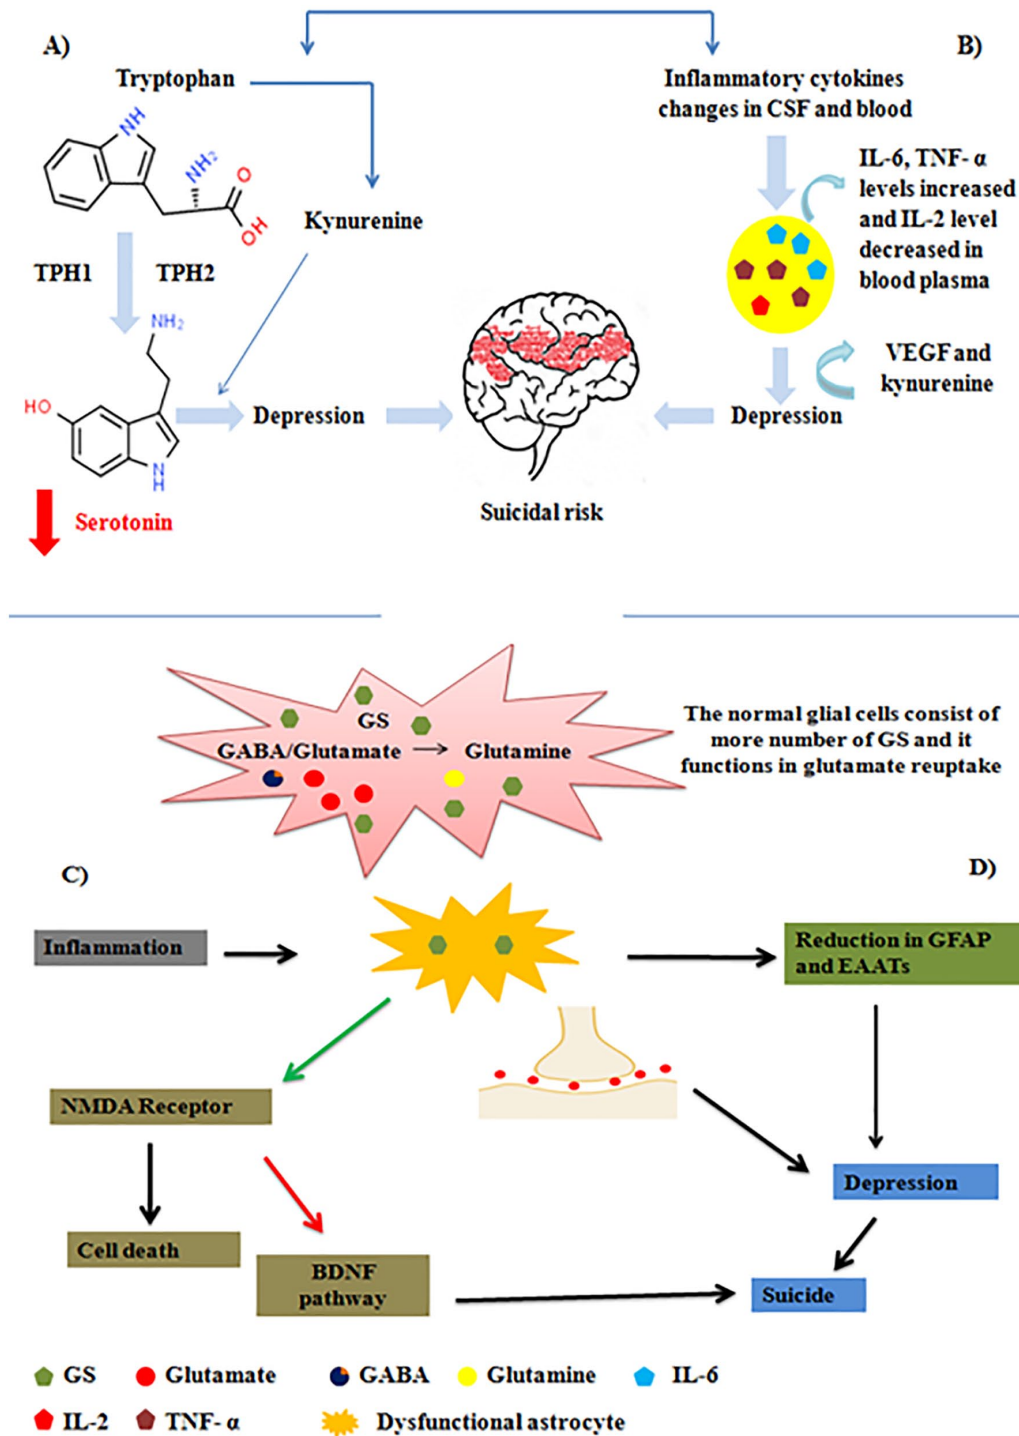 A)
B)
Tryptophan
Inflammatory cytokines
changes in CSF and blood
NH
NH2
O
OH
Kynurenine
IL-6, TNF- α
levels increased
and IL-2 level
decreased in
blood plasma
TPH1
TPH2
NH2
HO
N
H
Depression
Serotonin
Suicidal risk
VEGF and
kynurenine
Depression
GS
GABA/Glutamate
Glutamine
The normal glial cells consist of
more number of GS and it
functions in glutamate reuptake
C)
D)
Inflammation
Reduction in GFAP
and EAATs
NMDA Receptor
Cell death
BDNF
pathway
Depression
Suicide
GS
Glutamate
GABA
Glutamine
IL-6
IL-2
TNF- α
Dysfunctional astrocyte